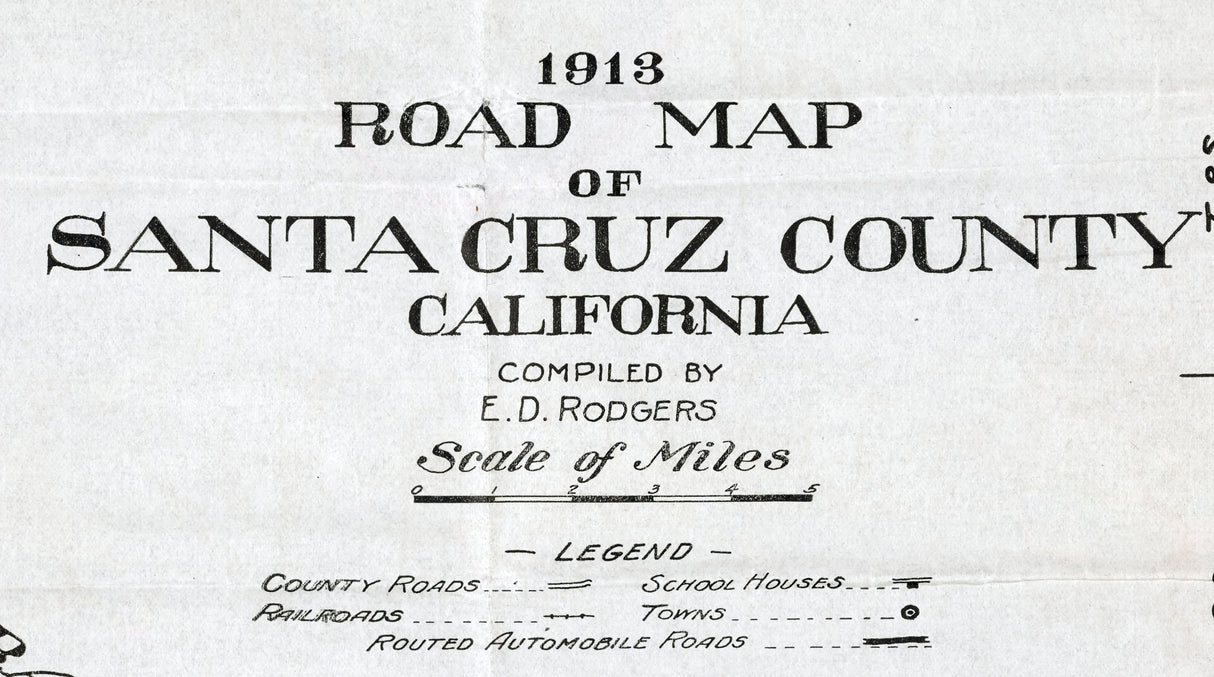 1913
ROAD MAP
OF
SANTA CRUZ COUNTY
CALIFORNIA
COMPILED BY
E.D. RODGERS
Scale of Miles
0 1 2 3 4 5
— LEGEND —
COUNTY ROADS
SCHOOL HOUSES
RAILROADS
TOWNS
ROUTED AUTOMOBILE ROADS